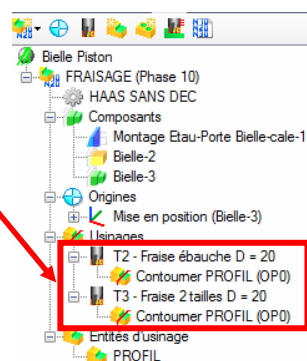 Bielle Piston
FRAISAGE (Phase 10)
HAAS SANS DEC
Composants
Montage Etau-Porte Bielle-cale-1
Bielle-2
Bielle-3
Origines
Mise en position (Bielle-3)
Usinages
T2 - Fraise ébauche D = 20
Contourner PROFIL (OP0)
T3 - Fraise 2 tailles D = 20
Contourner PROFIL (OP0)
Entités d'usinage
PROFIL